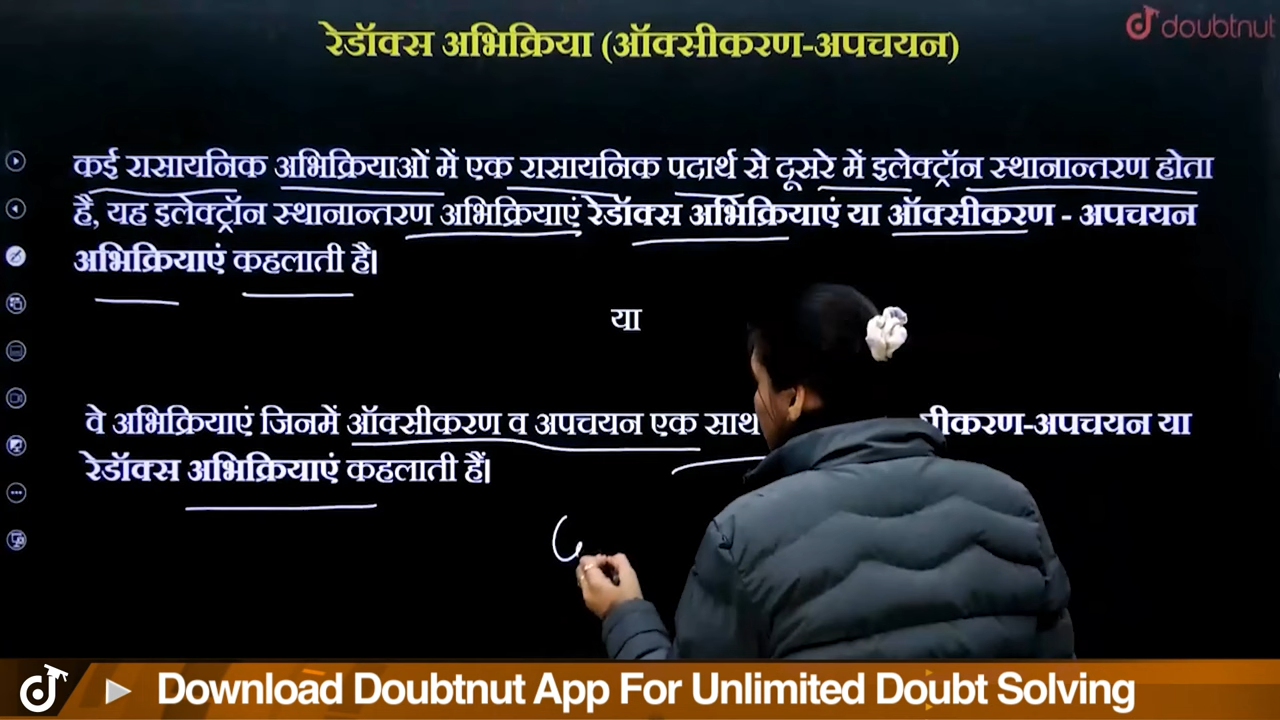 रेडॉक्स अभिक्रिया (ऑक्सीकरण-अपचयन)
doubtnut
कई रासायनिक अभिक्रियाओं में एक रासायनिक पदार्थ से दूसरे में इलेक्ट्रॉन स्थानान्तरण होता
है, यह इलेक्ट्रॉन स्थानान्तरण अभिक्रियाएं रेडॉक्स अभिक्रियाएं या ऑक्सीकरण - अपचयन
अभिक्रियाएं कहलाती है।
या
वे अभिक्रियाएं जिनमें ऑक्सीकरण व अपचयन एक साथ
अपचयन या
रेडॉक्स अभिक्रियाएं कहलाती हैं।
Download Doubtnut App For Unlimited Doubt Solving